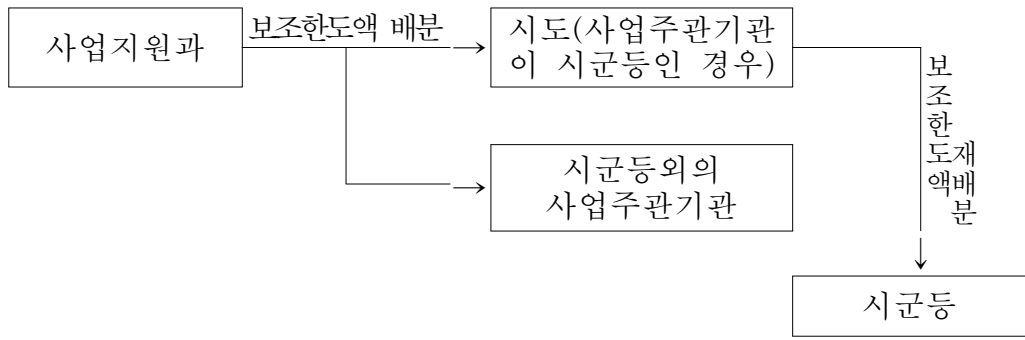 사업지원과
보조한도액 배분
시도(사업주관기관
이 시군등인 경우)
보조한도액
재배분
시군등외의
사업주관기관
시군등